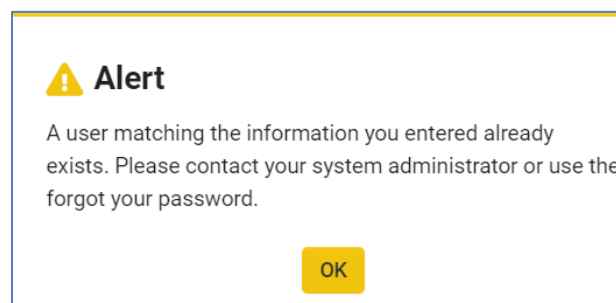 Alert
A user matching the information you entered already
exists. Please contact your system administrator or use the
forgot your password.
OK